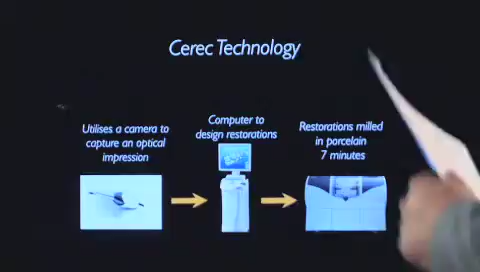 Cerec Technology
Utilises a camera to
capture an optical
impression
Computer to
design restorations
Restorations milled
in porcelain
7 minutes